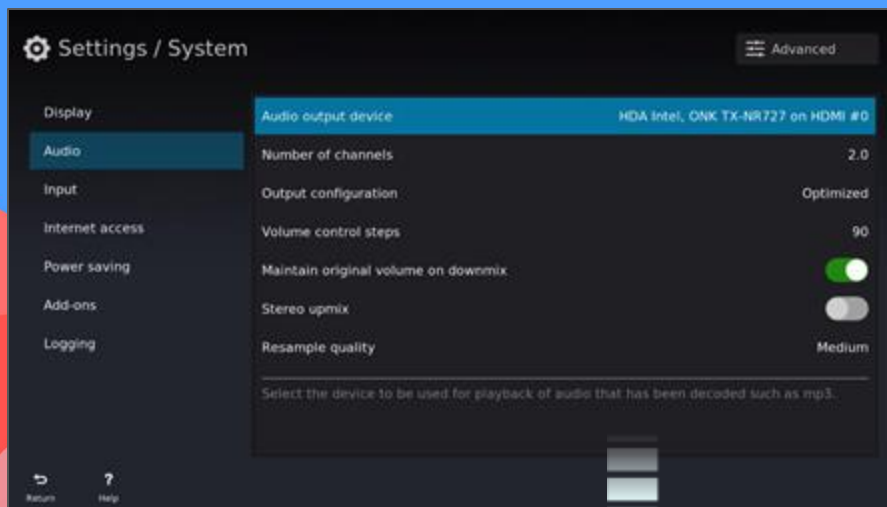 Settings / System
Advanced
Display
Audio
Input
Internet access
Power saving
Add-ons
Logging
Audio output device HDA Intel, ONK TX-NR727 on HDMI #0
Number of channels 2.0
Output configuration Optimized
Volume control steps 90
Maintain original volume on downmix
Stereo upmix
Resample quality Medium
Select the device to be used for playback of audio that has been decoded such as mp3.
Return
? Help